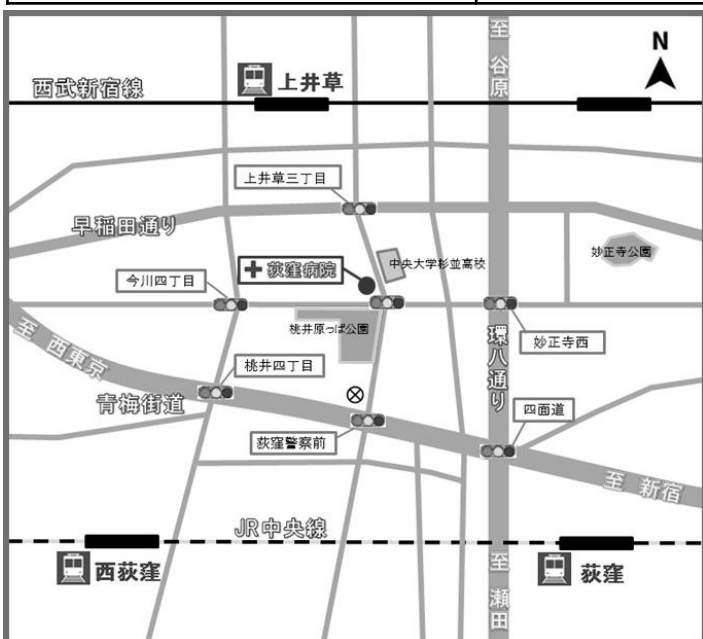 至 谷原
N
上井草
西武新宿線
上井草三丁目
早稲田通り
中央大学杉並高校
妙正寺公園
荻窪病院
今川四丁目
桃井原っぱ公園
妙正寺西
至 西東京
環八通り
桃井四丁目
青梅街道
四面道
荻窪警察前
至 新宿
JR中央線
西荻窪
荻窪
至 瀬田